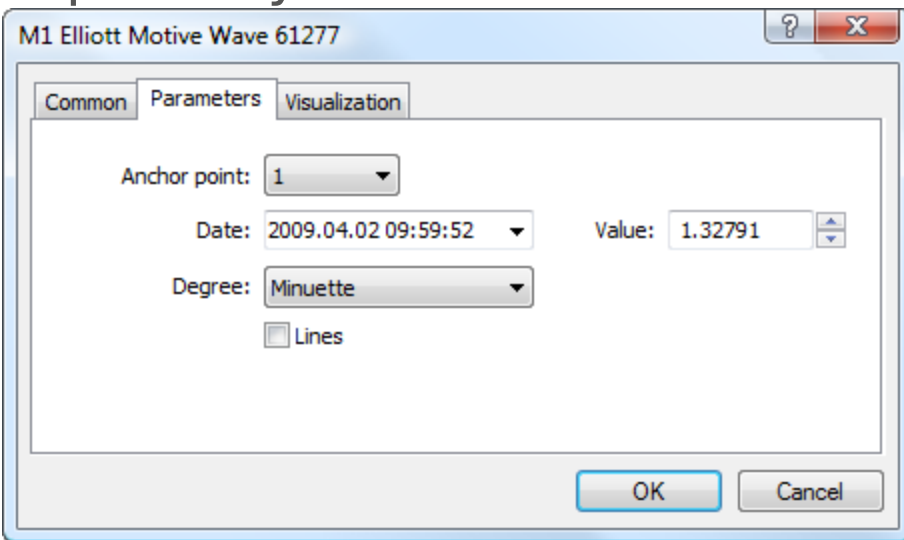 M1 Elliott Motive Wave 61277
Common Parameters Visualization
Anchor point: 1
Date: 2009.04.02 09:59:52 Value: 1.32791
Degree: Minuette
Lines
OK Cancel